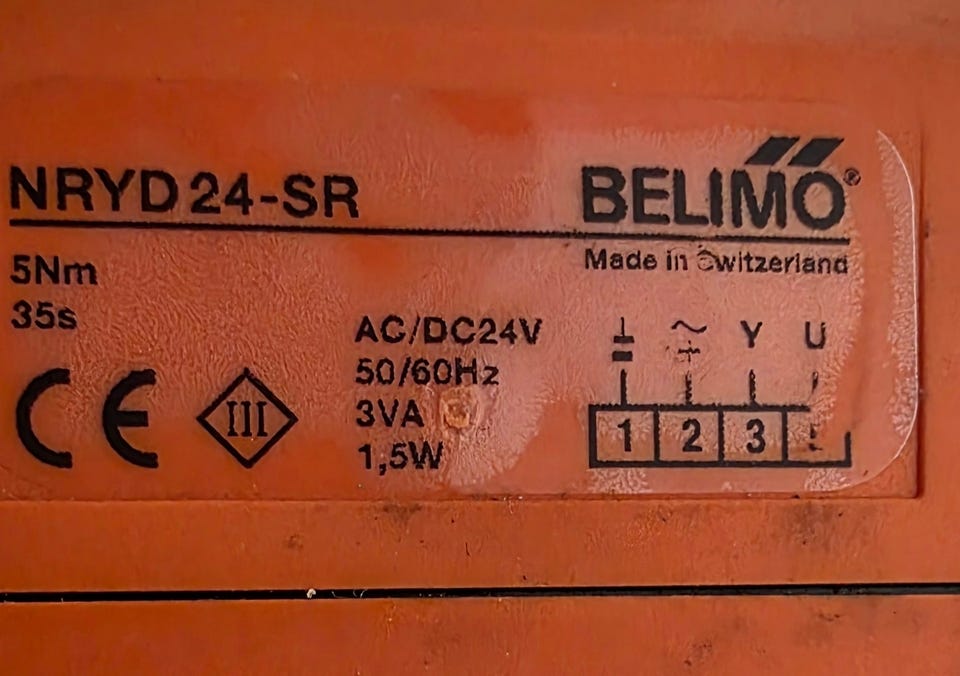 NRYD24-SR
BELIMO®
Made in Switzerland
5Nm
35s
AC/DC24V
50/60Hz
3VA
1,5W
CE
III
⊥ ~ Y U
1 2 3